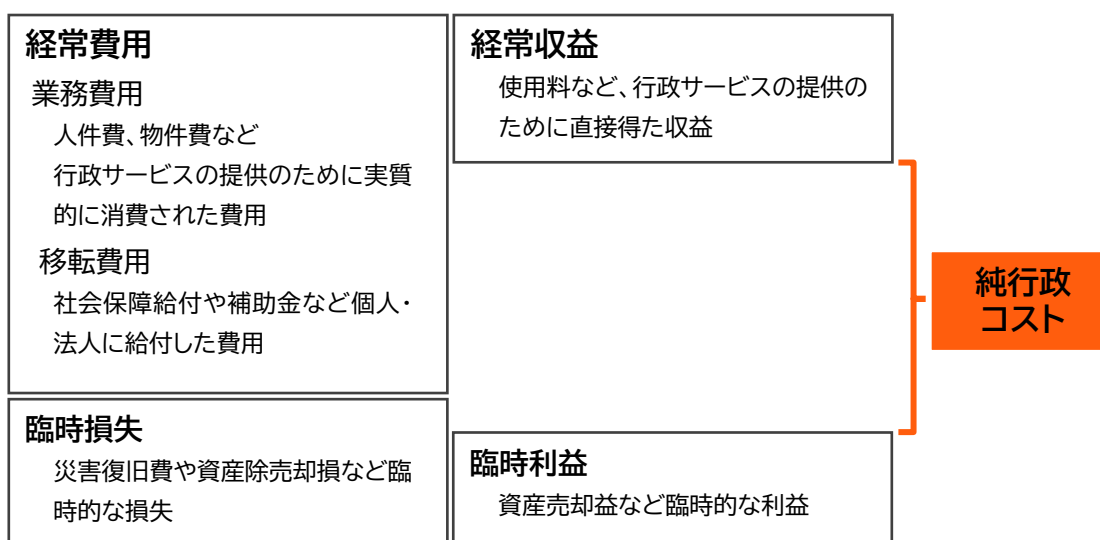 経常費用
業務費用
人件費、物件費など
行政サービスの提供のために実質
的に消費された費用
移転費用
社会保障給付や補助金など個人・
法人に給付した費用
臨時損失
災害復旧費や資産除売却損など臨
時的な損失
経常収益
使用料など、行政サービスの提供の
ために直接得た収益
臨時利益
資産売却益など臨時的な利益
純行政
コスト